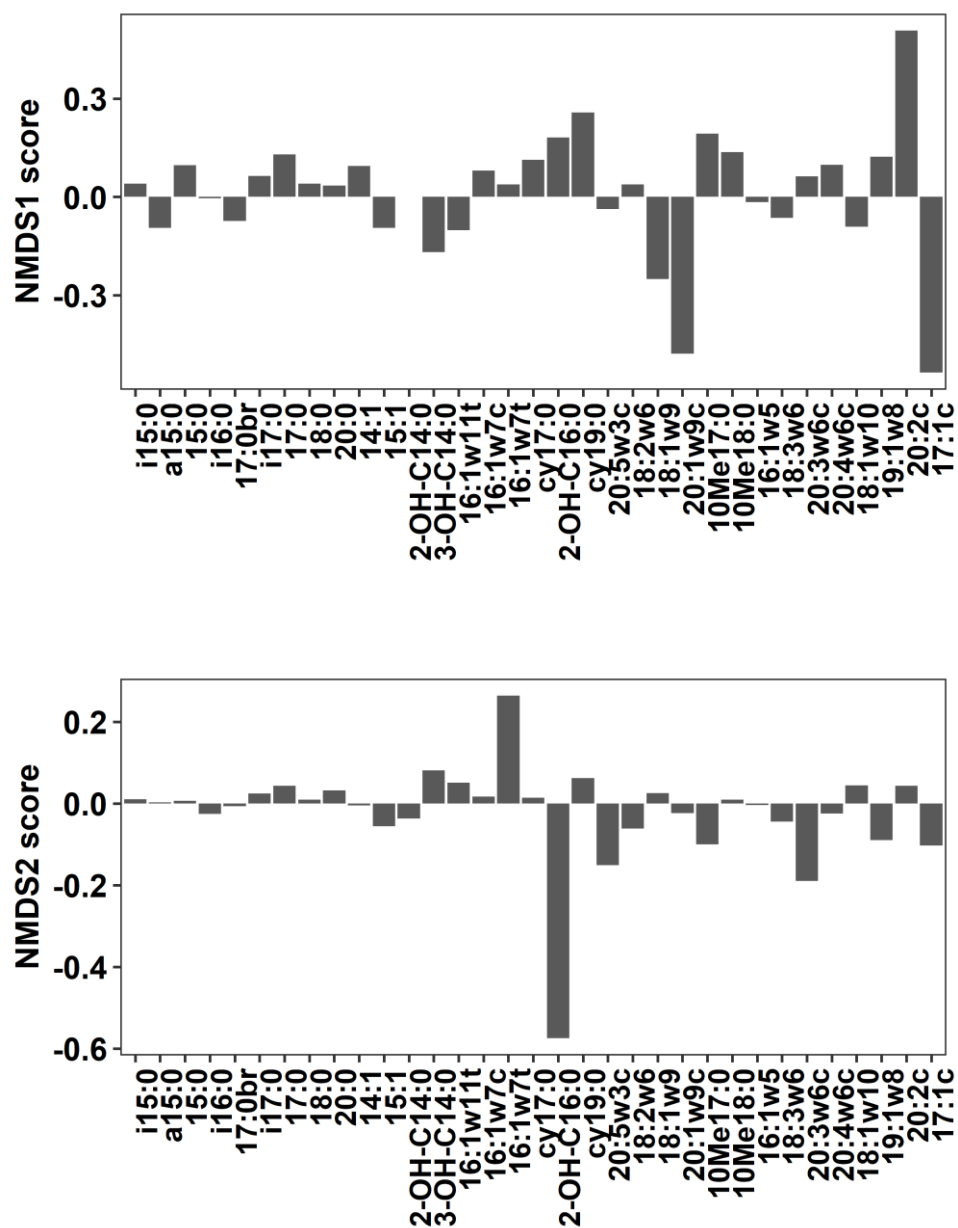 NMDS1 score
0.3
0.0
-0.3
i15:0
a15:0
15:0
i16:0
17:0br
i17:0
17:0
18:0
20:0
14:1
15:1
2-OH-C14:0
3-OH-C14:0
16:1w11t
16:1w7c
16:1w7t
cy17:0
2-OH-C16:0
cy19:0
20:5w3c
18:2w6
18:1w9
20:1w9c
10Me17:0
10Me18:0
16:1w5
18:3w6
20:3w6c
20:4w6c
18:1w10
19:1w8
20:2c
17:1c
NMDS2 score
0.2
0.0
-0.2
-0.4
-0.6
i15:0
a15:0
15:0
i16:0
17:0br
i17:0
17:0
18:0
20:0
14:1
15:1
2-OH-C14:0
3-OH-C14:0
16:1w11t
16:1w7c
16:1w7t
cy17:0
2-OH-C16:0
cy19:0
20:5w3c
18:2w6
18:1w9
20:1w9c
10Me17:0
10Me18:0
16:1w5
18:3w6
20:3w6c
20:4w6c
18:1w10
19:1w8
20:2c
17:1c